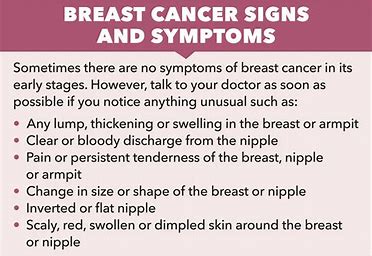 BREAST CANCER SIGNS
AND SYMPTOMS
Sometimes there are no symptoms of breast cancer in its
early stages. However, talk to your doctor as soon as
possible if you notice anything unusual such as:
• Any lump, thickening or swelling in the breast or armpit
• Clear or bloody discharge from the nipple
• Pain or persistent tenderness of the breast, nipple
or armpit
• Change in size or shape of the breast or nipple
• Inverted or flat nipple
• Scaly, red, swollen or dimpled skin around the breast
or nipple